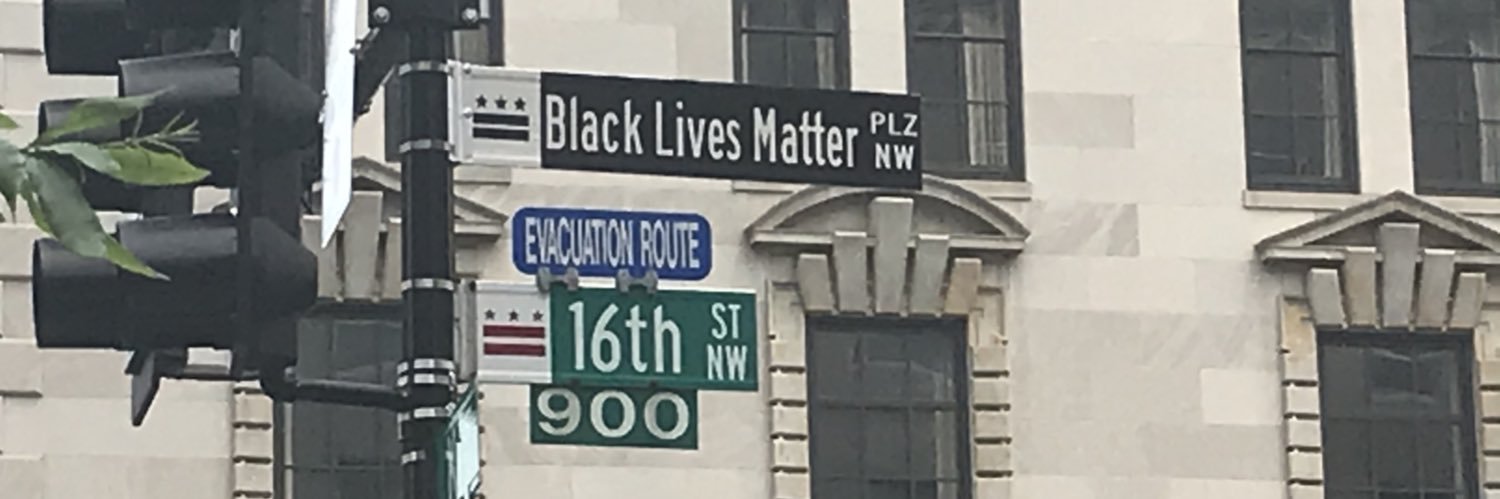 Black Lives Matter PLZ NW
EVACUATION ROUTE
16th ST NW
900